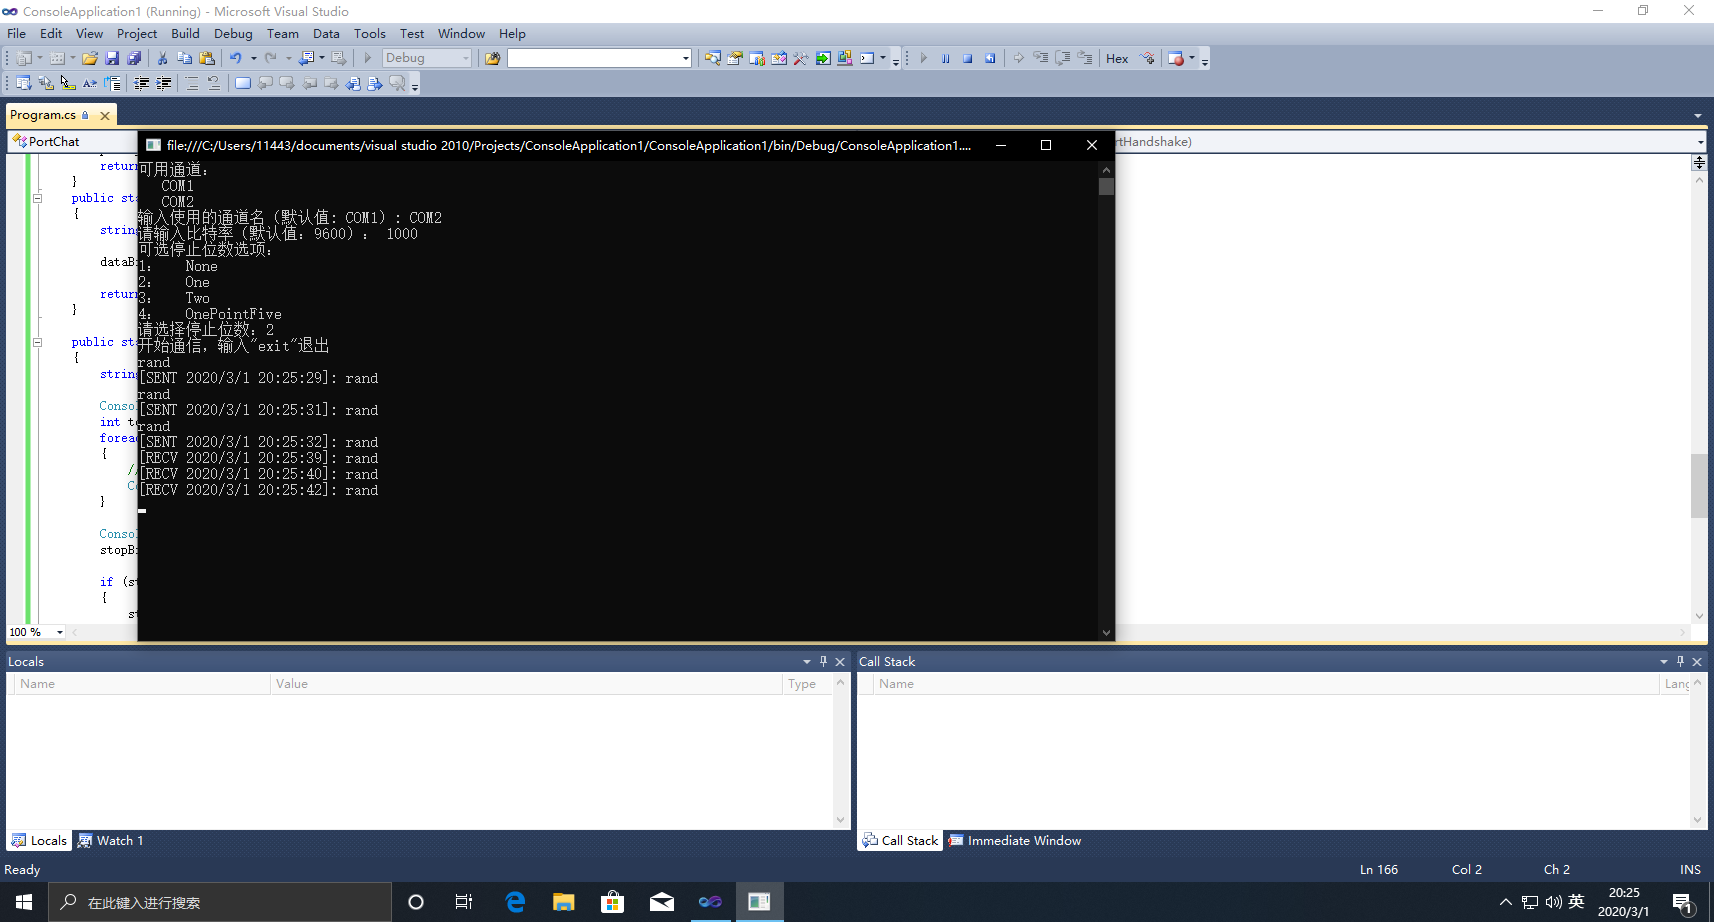 ConsoleApplication1 (Running) - Microsoft Visual Studio
File Edit View Project Build Debug Team Data Tools Test Window Help
Debug
Hex
Program.cs
PortChat
rtHandshake)
file:///C:/Users/11443/documents/visual studio 2010/Projects/ConsoleApplication1/ConsoleApplication1/bin/Debug/ConsoleApplication1....
可用通道：
COM1
COM2
输入使用的通道名（默认值：COM1）: COM2
请输入比特率（默认值：9600）： 1000
可选停止位数选项：
1： None
2： One
3： Two
4： OnePointFive
请选择停止位数：2
开始通信，输入"exit"退出
rand
[SENT 2020/3/1 20:25:29]: rand
rand
[SENT 2020/3/1 20:25:31]: rand
rand
[SENT 2020/3/1 20:25:32]: rand
[RECV 2020/3/1 20:25:39]: rand
[RECV 2020/3/1 20:25:40]: rand
[RECV 2020/3/1 20:25:42]: rand
retur
}
public sta
{
string
dataB
return
}
public sta
{
string
Conso
int t
forea
{
//
Co
}
Conso
stopB
if (s
{
st
100 %
Locals
Name Value Type
Call Stack
Name Lang
Locals Watch 1
Call Stack Immediate Window
Ready Ln 166 Col 2 Ch 2 INS
在此键入进行搜索
英
20:25
2020/3/1
1